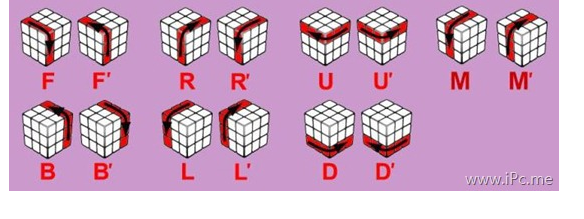 F F′ R R′ U U′ M M′
B B′ L L′ D D′
www.iPc.me